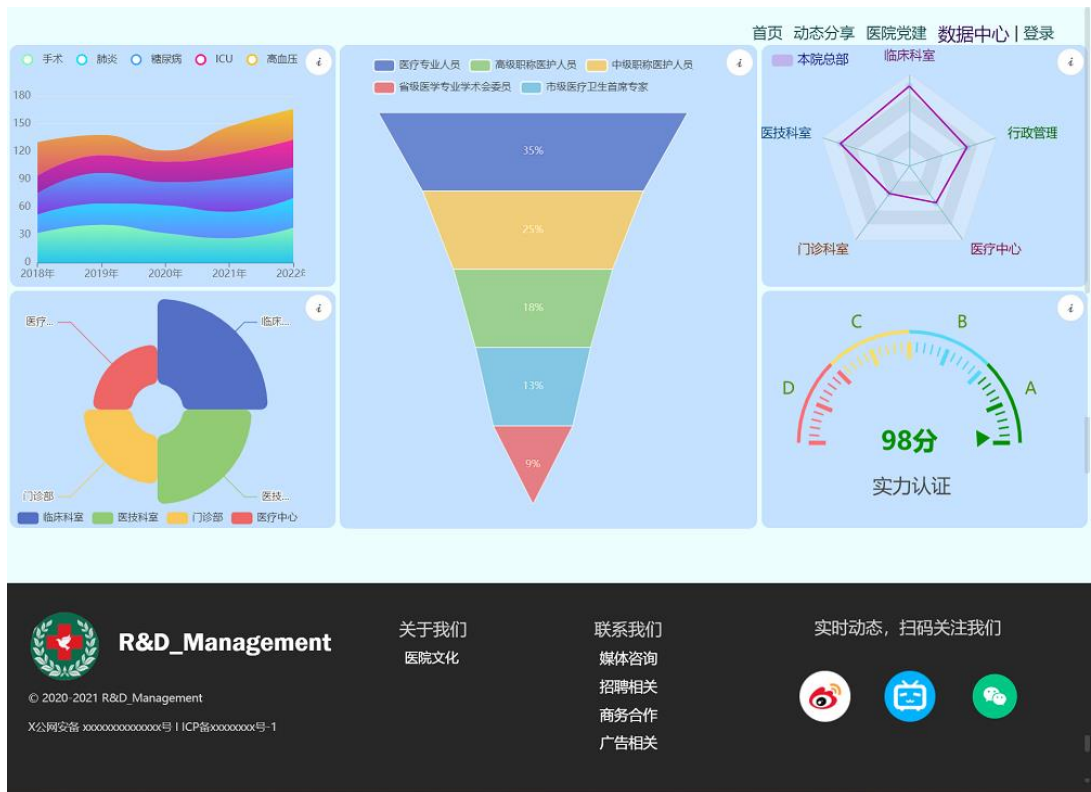 首页 动态分享 医院党建 数据中心 | 登录
手术 肺炎 糖尿病 ICU 高血压
i
180
150
120
90
60
30
0
2018年 2019年 2020年 2021年 2022年
医疗专业人员 高级职称医护人员 中级职称医护人员
省级医学专业学术会委员 市级医疗卫生首席专家
i
35%
25%
18%
13%
9%
本院总部
i
临床科室
医技科室
行政管理
门诊科室
医疗中心
i
医疗...
临床...
门诊部
医技...
临床科室 医技科室 门诊部 医疗中心
i
C
B
D
A
98分
实力认证
R&D_Management
© 2020-2021 R&D_Management
X公网安备 xxxxxxxxxxxxx号 I ICP备xxxxxxxx号-1
关于我们
医院文化
联系我们
媒体咨询
招聘相关
商务合作
广告相关
实时动态，扫码关注我们